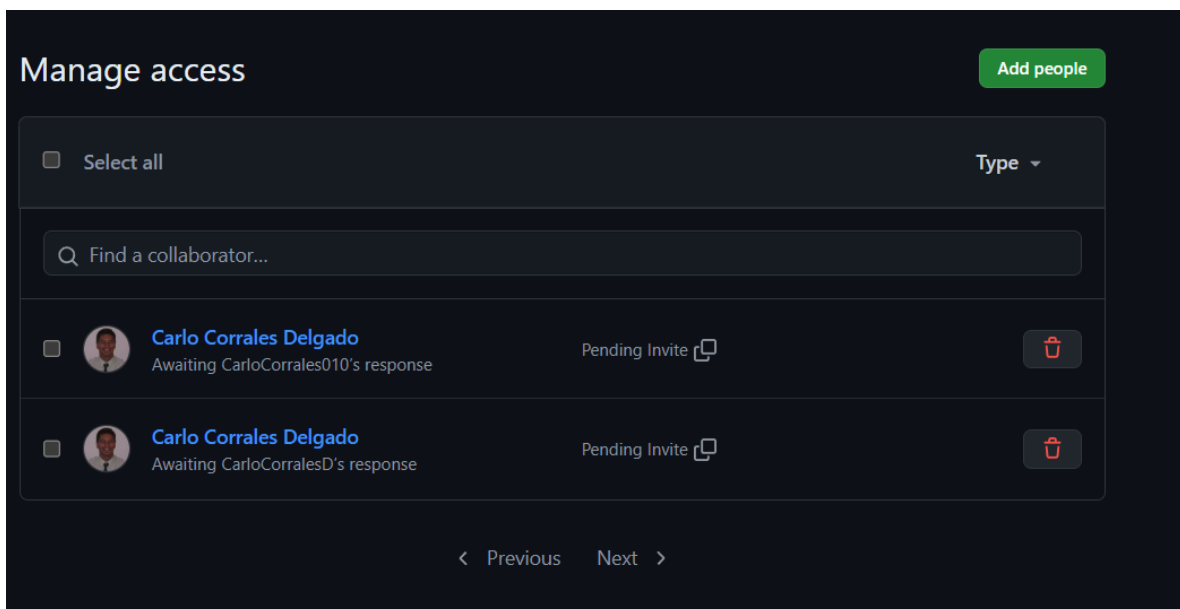 Manage access
Add people
Select all
Type
Find a collaborator...
Carlo Corrales Delgado
Awaiting CarloCorrales010's response
Pending Invite
Carlo Corrales Delgado
Awaiting CarloCorralesD's response
Pending Invite
Previous Next